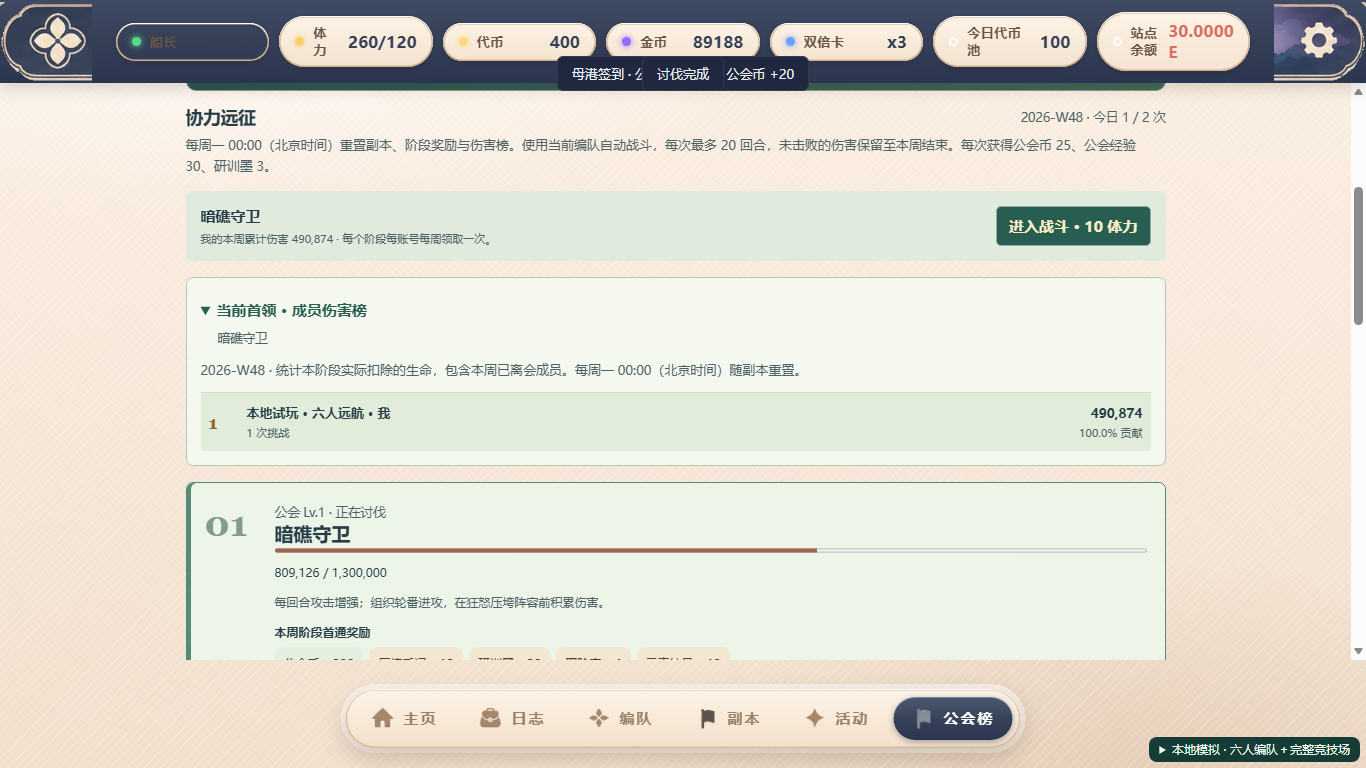 船长
体力 260/120
代币 400
金币 89188
双倍卡 x3
今日代币池 100
站点余额 30.0000E
母港签到 · 讨伐完成 公会币 +20
协力远征
2026-W48 · 今日 1 / 2 次
每周一 00:00（北京时间）重置副本、阶段奖励与伤害榜。使用当前编队自动战斗，每次最多 20 回合，未击败的伤害保留至本周结束。每次获得公会币 25、公会经验
30、研训墨 3。
暗礁守卫
我的本周累计伤害 490,874 · 每个阶段每账号每周领取一次。
进入战斗 • 10 体力
▼ 当前首领 • 成员伤害榜
暗礁守卫
2026-W48 · 统计本阶段实际扣除的生命，包含本周已离会成员。每周一 00:00（北京时间）随副本重置。
1
本地试玩 • 六人远航 • 我
490,874
1 次挑战
100.0% 贡献
01
公会 Lv.1 · 正在讨伐
暗礁守卫
809,126 / 1,300,000
每回合攻击增强；组织轮番进攻，在狂怒压垮阵容前积累伤害。
本周阶段首通奖励
主页
日志
编队
副本
活动
公会榜
▶ 本地模拟 · 六人编队 + 完整竞技场